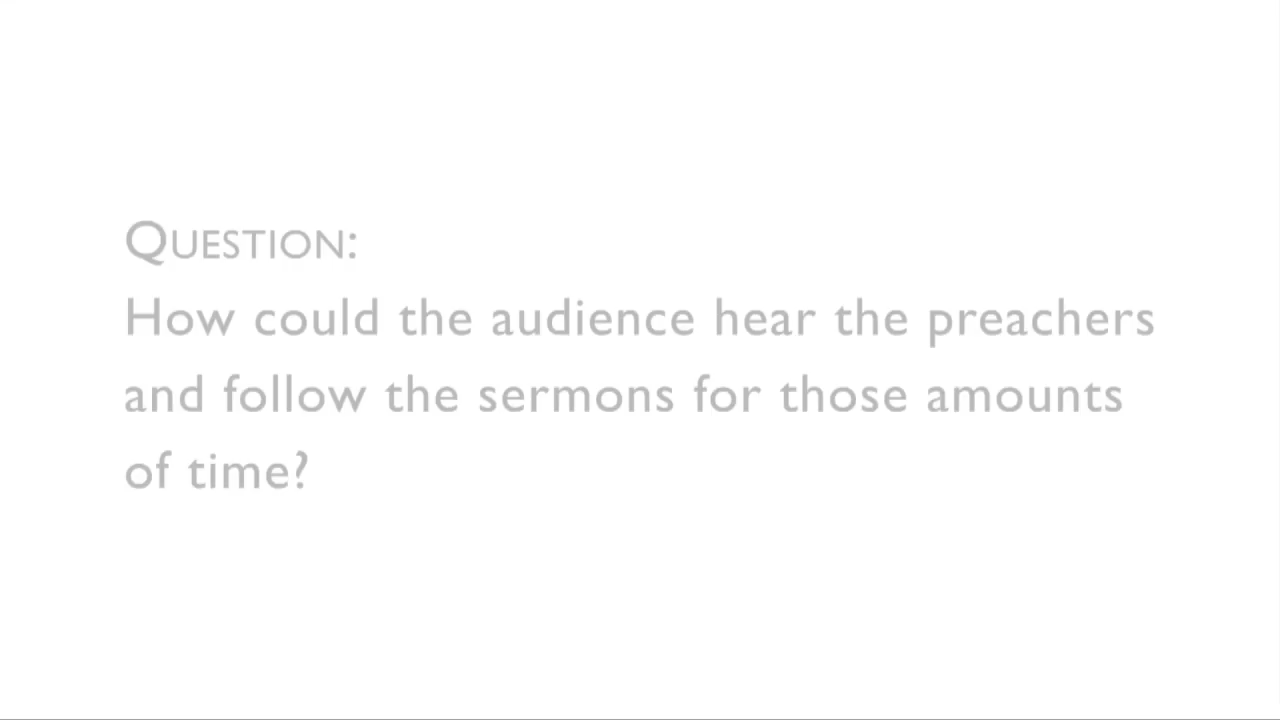 QUESTION:
How could the audience hear the preachers
and follow the sermons for those amounts
of time?